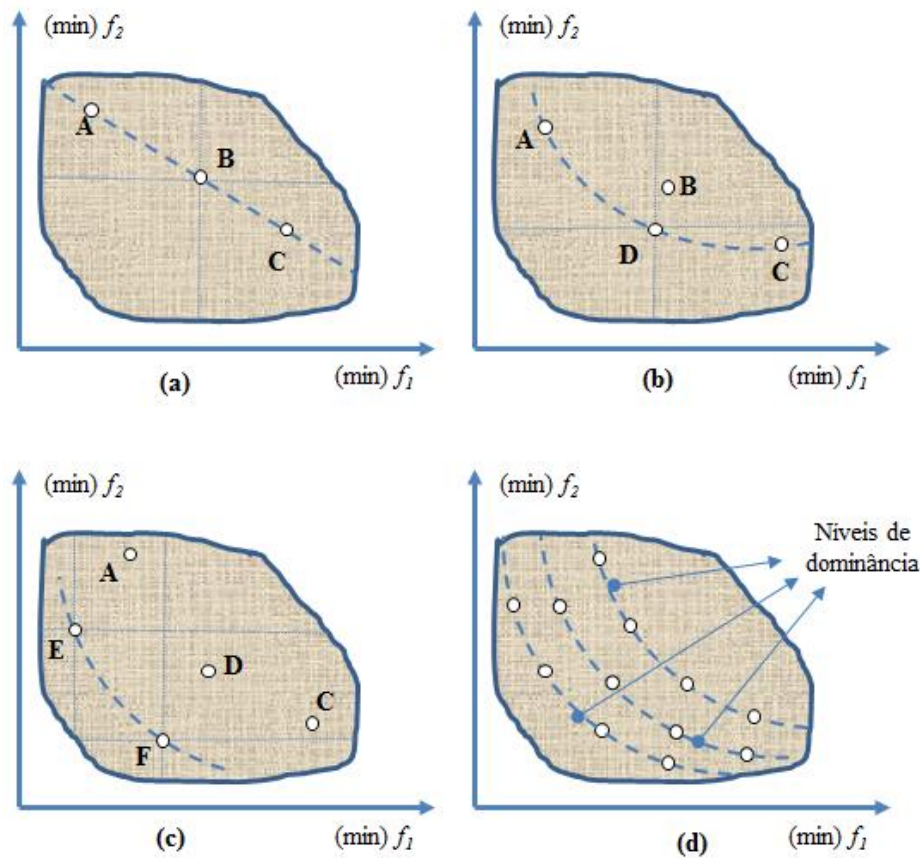 (min) f₂
A
B
C
(min) f₁
(a)
(min) f₂
A
B
D
C
(min) f₁
(b)
(min) f₂
A
E
D
C
F
(min) f₁
(c)
(min) f₂
Níveis de
dominância
(min) f₁
(d)